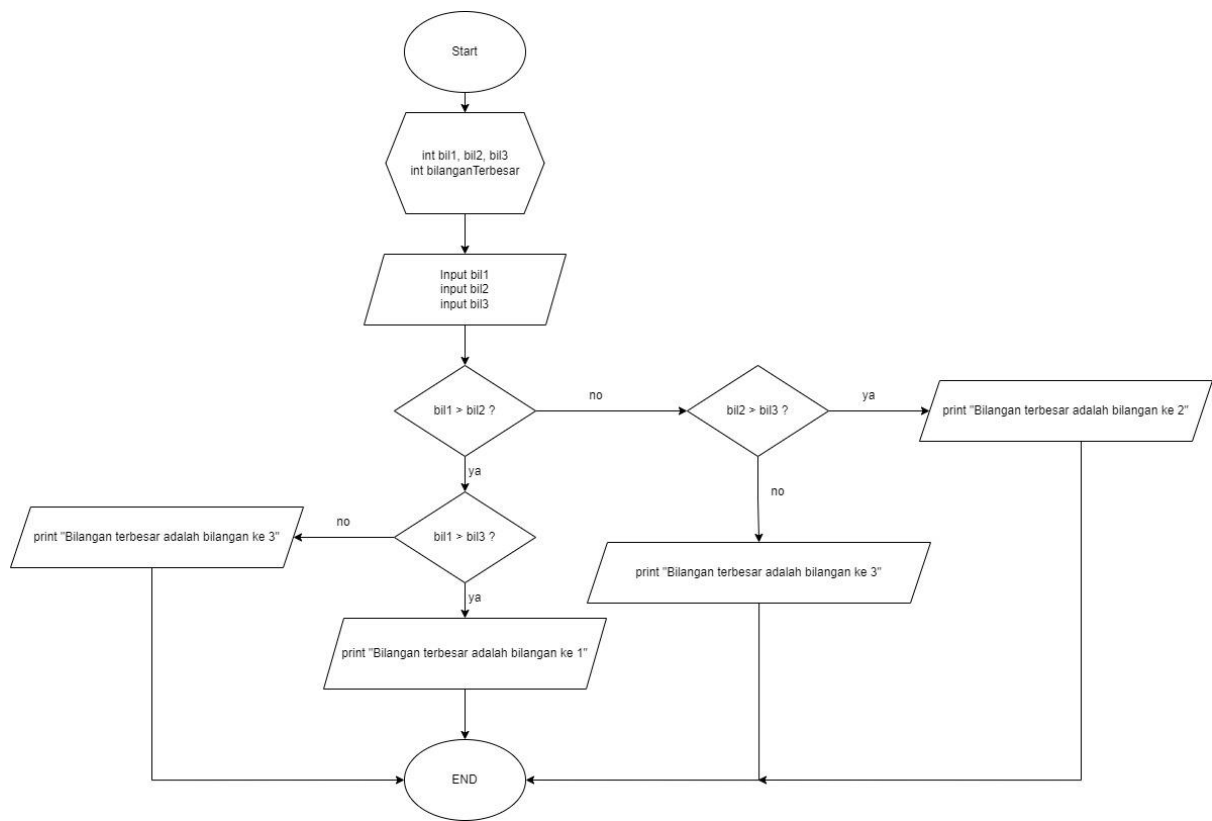 Start
int bil1, bil2, bil3
int bilanganTerbesar
Input bil1
input bil2
input bil3
bil1 > bil2 ?
no
bil2 > bil3 ?
ya
print "Bilangan terbesar adalah bilangan ke 2"
ya
no
print "Bilangan terbesar adalah bilangan ke 3"
no
bil1 > bil3 ?
print "Bilangan terbesar adalah bilangan ke 3"
ya
print "Bilangan terbesar adalah bilangan ke 1"
END